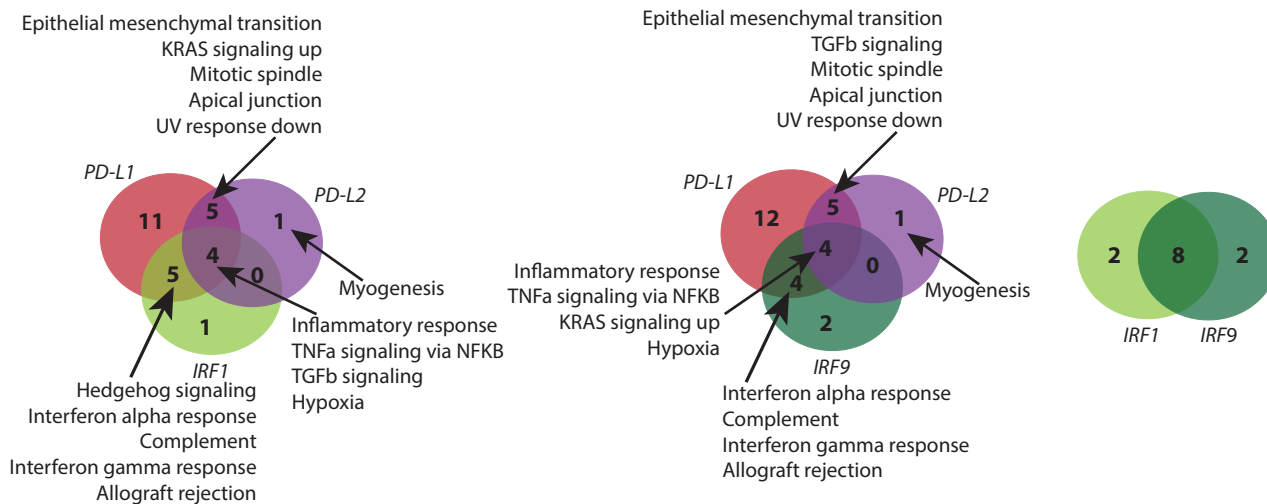 Epithelial mesenchymal transition
KRAS signaling up
Mitotic spindle
Apical junction
UV response down
PD-L1
PD-L2
11
5
1
4
5
0
1
IRF1
Myogenesis
Inflammatory response
TNFa signaling via NFKB
TGFb signaling
Hypoxia
Hedgehog signaling
Interferon alpha response
Complement
Interferon gamma response
Allograft rejection
Epithelial mesenchymal transition
TGFb signaling
Mitotic spindle
Apical junction
UV response down
PD-L1
PD-L2
12
5
1
4
0
4
2
IRF9
Myogenesis
Inflammatory response
TNFa signaling via NFKB
KRAS signaling up
Hypoxia
Interferon alpha response
Complement
Interferon gamma response
Allograft rejection
2
8
2
IRF1
IRF9